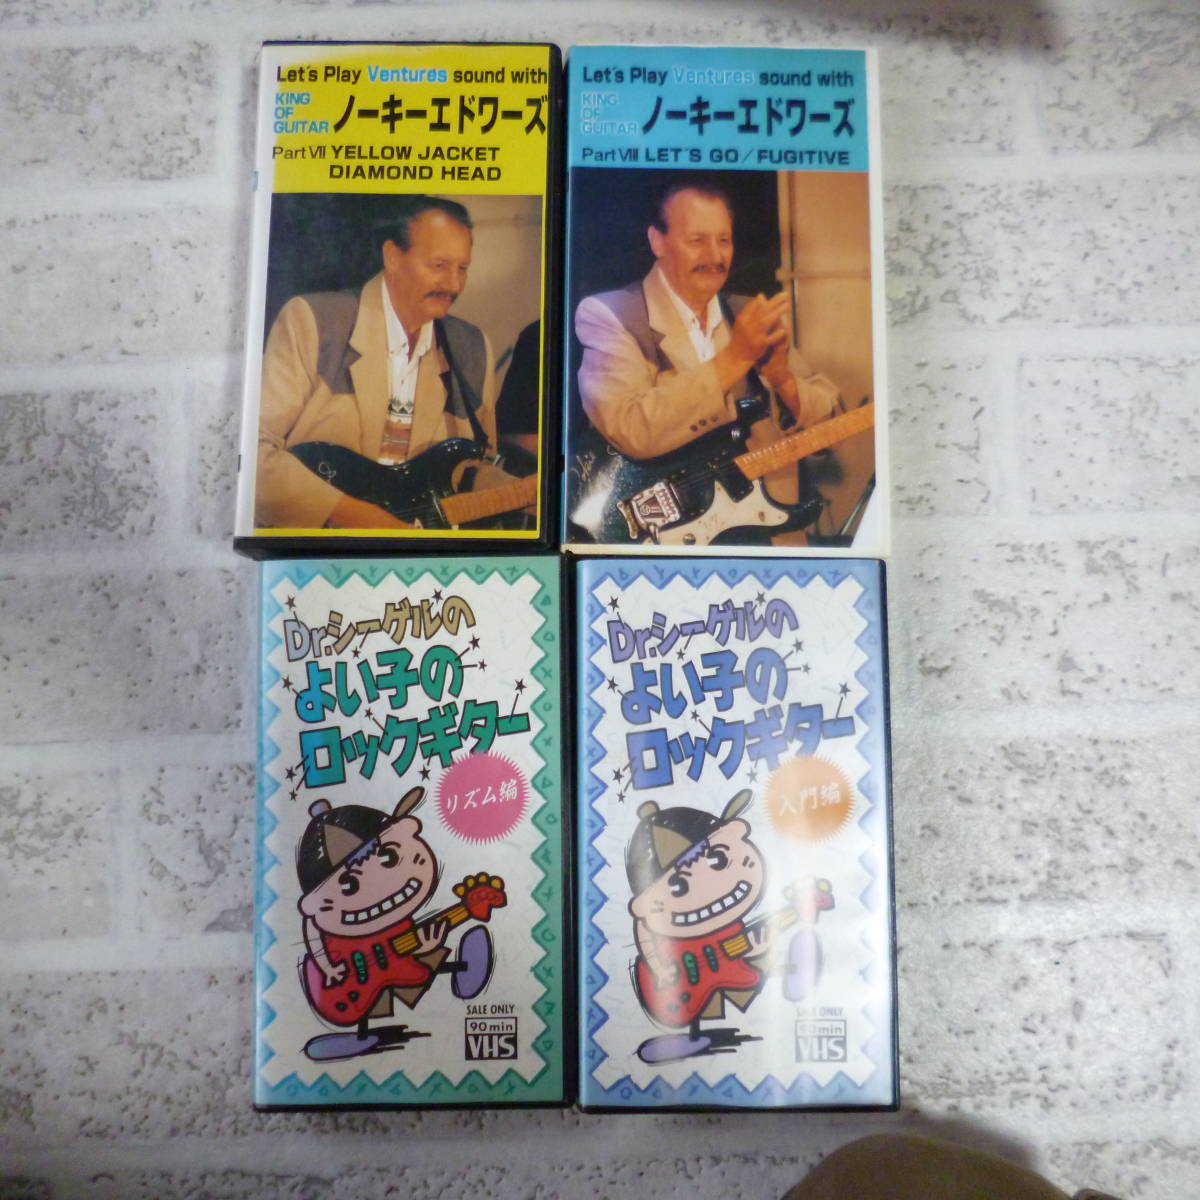 Let's Play Ventures sound with
KING OF GUITAR ノーキーエドワーズ
Part Ⅶ YELLOW JACKET
DIAMOND HEAD
Let's Play Ventures sound with
KING OF GUITAR ノーキーエドワーズ
Part Ⅷ LET'S GO/FUGITIVE
Dr.シーゲルの
よい子の
ロックギター
リズム編
SALE ONLY
90min
VHS
Dr.シーゲルの
よい子の
ロックギター
入門編
SALE ONLY
90min
VHS